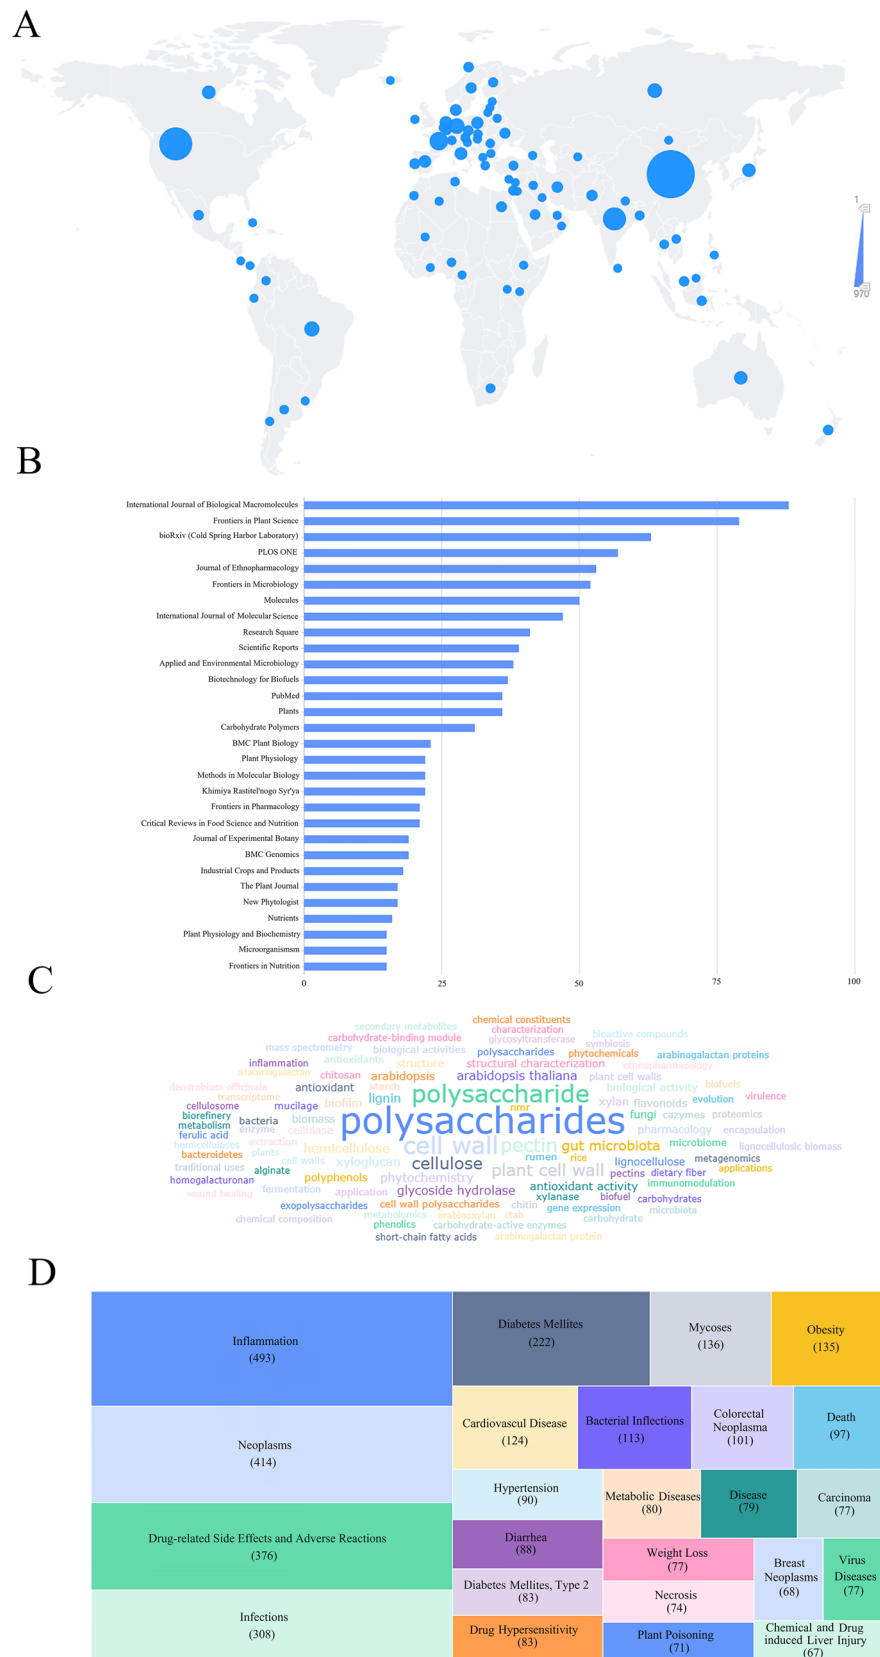 A
1
970
B
International Journal of Biological Macromolecules
Frontiers in Plant Science
bioRxiv (Cold Spring Harbor Laboratory)
PLOS ONE
Journal of Ethnopharmacology
Frontiers in Microbiology
Molecules
International Journal of Molecular Science
Research Square
Scientific Reports
Applied and Environmental Microbiology
Biotechnology for Biofuels
PubMed
Plants
Carbohydrate Polymers
BMC Plant Biology
Plant Physiology
Methods in Molecular Biology
Khimiya Rastitel'nogo Syr'ya
Frontiers in Pharmacology
Critical Reviews in Food Science and Nutrition
Journal of Experimental Botany
BMC Genomics
Industrial Crops and Products
The Plant Journal
New Phytologist
Nutrients
Plant Physiology and Biochemistry
Microorganismsm
Frontiers in Nutrition
0 25 50 75 100
C
chemical constituents
secondary metabolites characterization
carbohydrate-binding module glycosyltransferase bioactive compounds
mass spectrometry biological activities polysaccharides phytochemicals symbiosis arabinogalactan proteins
inflammation antioxidants structure structural characterization ethnopharmacology
arabinogalactan chitosan arabidopsis arabidopsis thaliana plant cell walls
dendrobium officinale antioxidant starch polysaccharide biological activity biofuels
transcriptome biofilm lignin nmr xylan flavonoids evolution virulence
cellulosome mucilage polysaccharides fungi cazymes proteomics
biorefinery bacteria biomass
metabolism enzyme cellulase cell wall pectin gut microbiota pharmacology encapsulation
ferulic acid extraction hemicellulose microbiome lignocellulosic biomass
hemicelluloses plants
bacteroidetes cell walls xyloglucan cellulose rumen rice lignocellulose metagenomics
traditional uses alginate plant cell wall pectins dietary fiber applications
homogalacturonan polyphenols phytochemistry immunomodulation
wound healing fermentation application glycoside hydrolase antioxidant activity
xylanase biofuel carbohydrates
exopolysaccharides cell wall polysaccharides chitin gene expression microbiota
chemical composition metabolomics arabinoxylan ctab carbohydrate
phenolics carbohydrate-active enzymes
short-chain fatty acids arabinogalactan protein
D
Inflammation
(493)
Neoplasms
(414)
Drug-related Side Effects and Adverse Reactions
(376)
Infections
(308)
Diabetes Mellites
(222)
Mycoses
(136)
Obesity
(135)
Cardiovascul Disease
(124)
Bacterial Inflections
(113)
Colorectal
Neoplasma
(101)
Death
(97)
Hypertension
(90)
Metabolic Diseases
(80)
Disease
(79)
Carcinoma
(77)
Diarrhea
(88)
Weight Loss
(77)
Breast
Neoplasms
(68)
Virus
Diseases
(77)
Diabetes Mellites, Type 2
(83)
Necrosis
(74)
Drug Hypersensitivity
(83)
Plant Poisoning
(71)
Chemical and Drug
induced Liver Injury
(67)